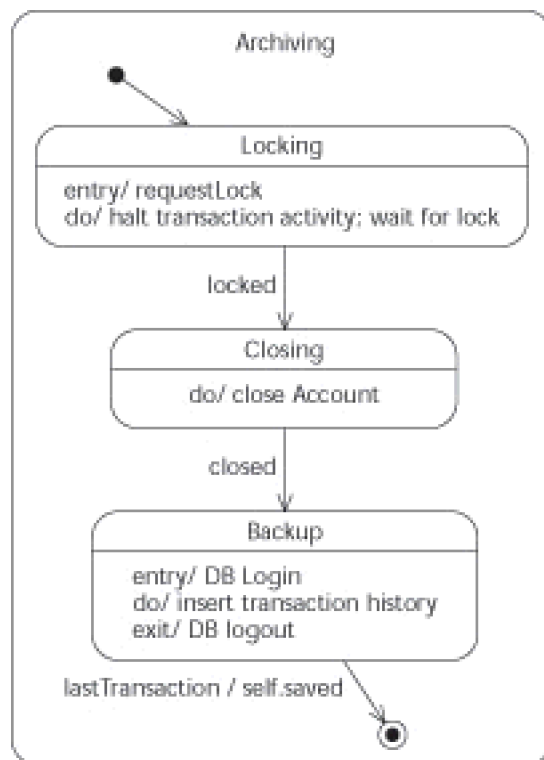 Archiving
Locking
entry/ requestLock
do/ halt transaction activity; wait for lock
locked
Closing
do/ close Account
closed
Backup
entry/ DB Login
do/ insert transaction history
exit/ DB logout
lastTransaction / self.saved